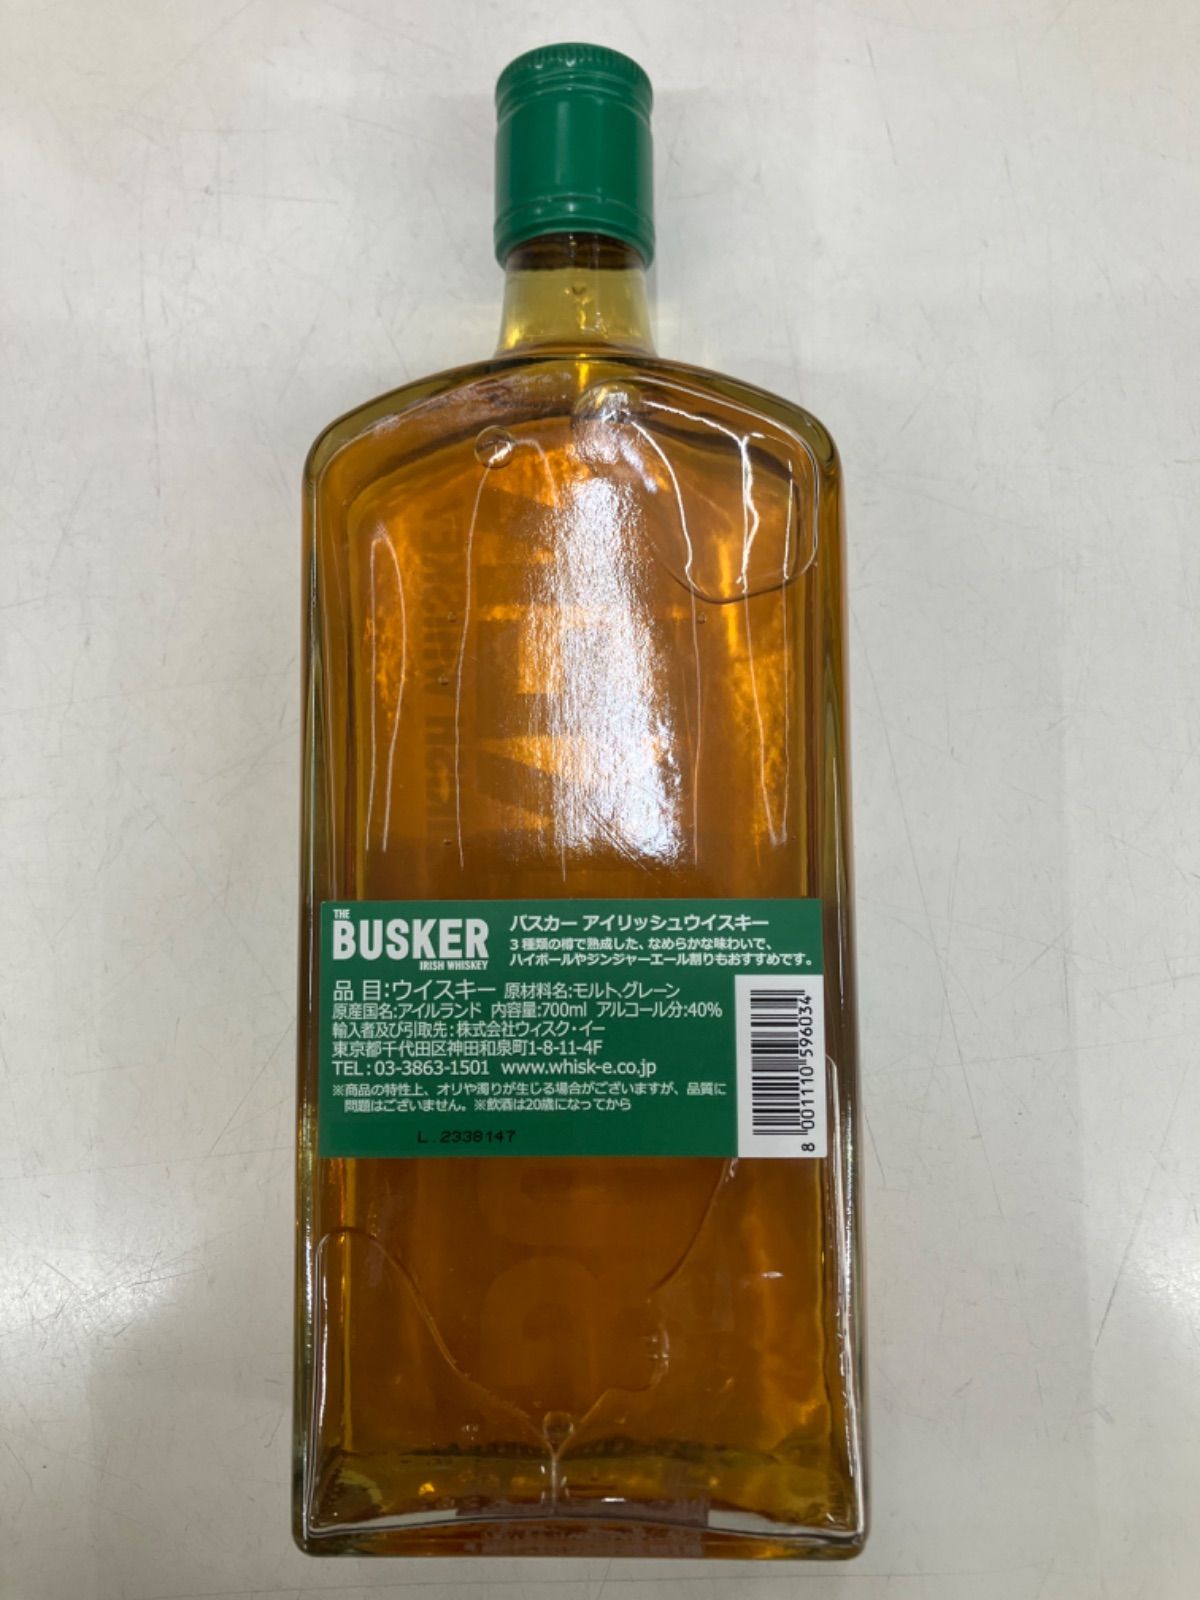 THE
BUSKER
IRISH WHISKEY
バスカー アイリッシュウイスキー
3種類の樽で熟成した、なめらかな味わいで、
ハイボールやジンジャーエール割りもおすすめです。
品 目:ウイスキー 原材料名:モルト、グレーン
原産国名:アイルランド 内容量:700ml アルコール分:40%
輸入者及び引取先:株式会社ウィスク・イー
東京都千代田区神田和泉町1-8-11-4F
TEL:03-3863-1501 www.whisk-e.co.jp
※商品の特性上、オリや濁りが生じる場合がございますが、品質に
問題はございません。※飲酒は20歳になってから
L.2338147
8 001110 596034
IRISH WHISKEY